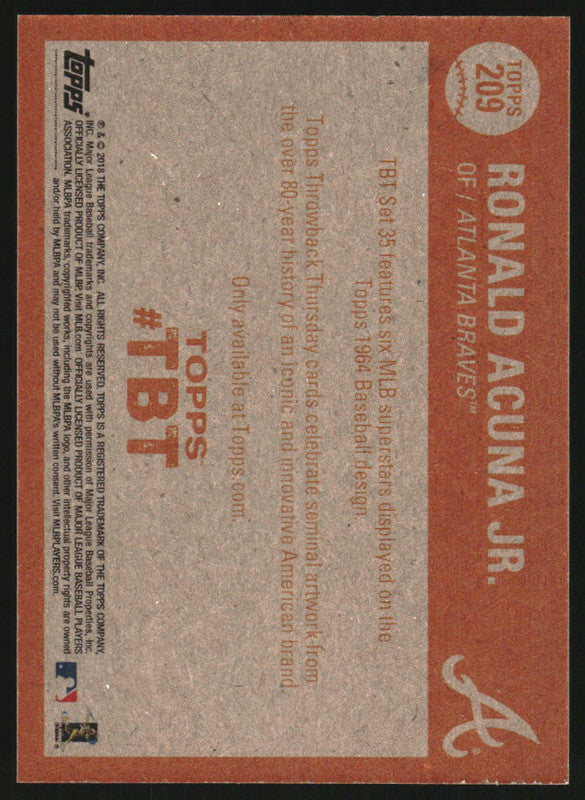 TOPPS
209
RONALD ACUNA JR.
OF / ATLANTA BRAVES™
TBT Set 35 features six MLB superstars displayed on the
Topps 1964 Baseball design
Topps Throwback Thursday cards celebrate seminal artwork from
the over 80-year history of an iconic and innovative American brand
Only available at Topps.com.
TOPPS
#TBT
topps®
® & © 2018 THE TOPPS COMPANY, INC. ALL RIGHTS RESERVED. TOPPS IS A REGISTERED TRADEMARK OF THE TOPPS COMPANY,
INC. Major League Baseball trademarks and copyrights are used with permission of Major League Baseball Properties, Inc.
OFFICIALLY LICENSED PRODUCT OF MLBP. Visit MLB.com OFFICIALLY LICENSED PRODUCT OF MAJOR LEAGUE BASEBALL PLAYERS
ASSOCIATION. MLBPA trademarks, copyrighted works, including the MLBPA logo, and other intellectual property rights are owned
and/or held by MLBPA and may not be used without MLBPA's written consent. Visit MLBPLAYERS.com.